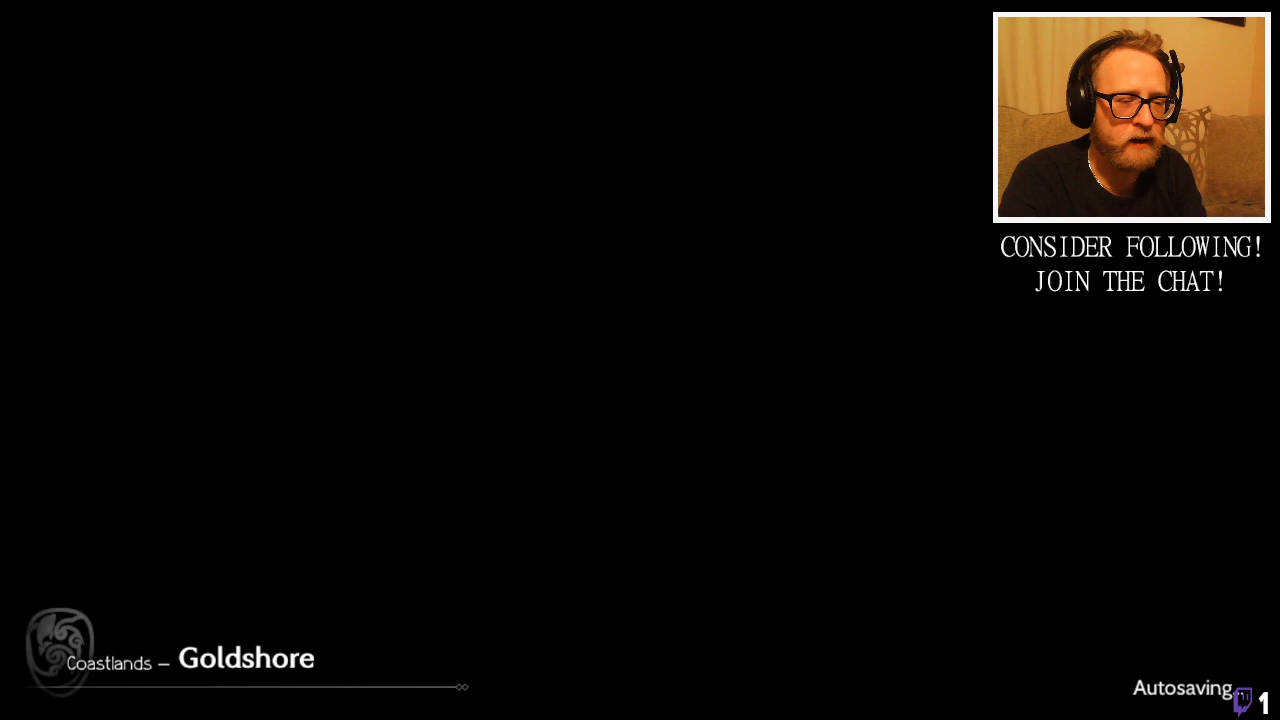 CONSIDER FOLLOWING!
JOIN THE CHAT!
Coastlands – Goldshore
Autosaving...
1